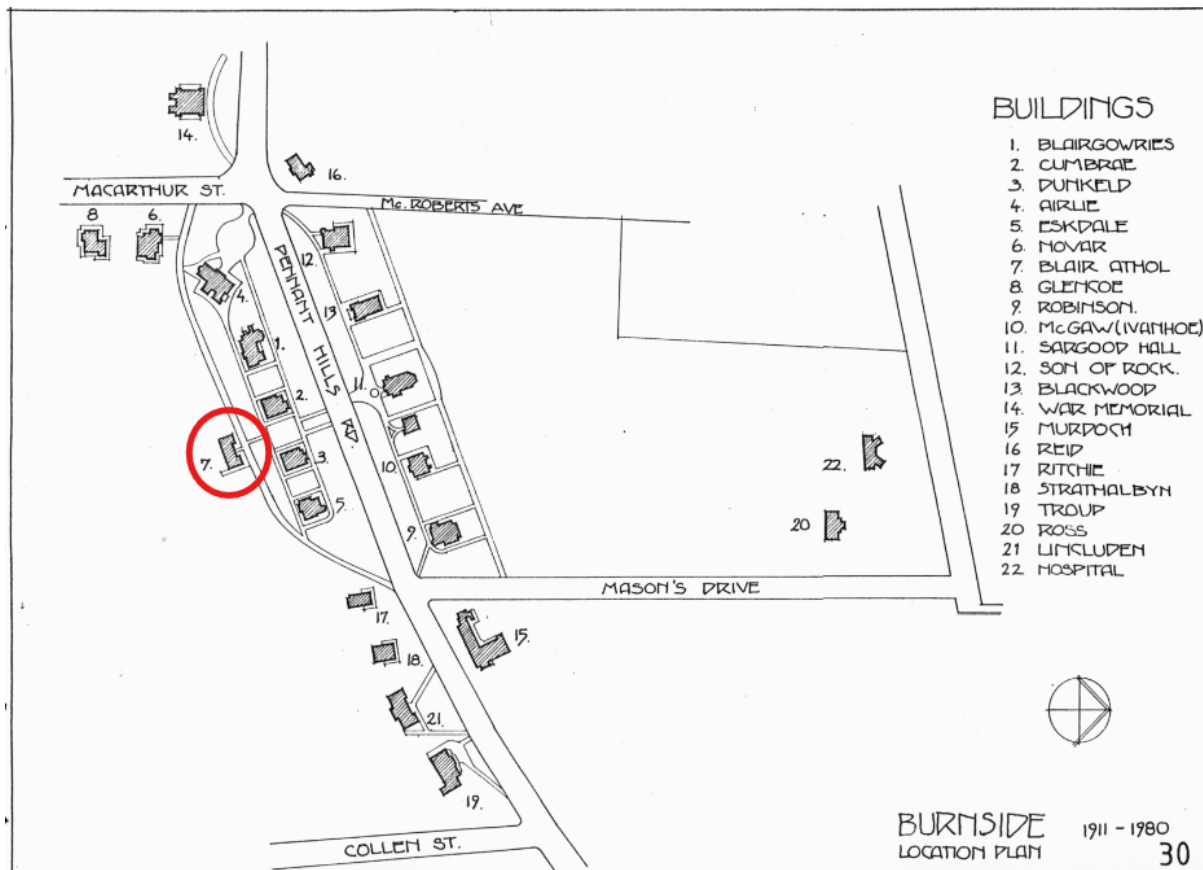 14.
16.
MACARTHUR ST.
Mc. ROBERTS AVE
8
6.
12.
4.
PENNANT HILLS RD.
13
1.
11.
2.
7.
3.
10.
5.
9.
22.
20
MASON'S DRIVE
17.
15.
18.
21.
19.
COLLEN ST.
BUILDINGS
1. BLAIRGOWRIES
2 CUMBRAE
3. DUNKELD
4. AIRLIE
5. ESKDALE
6. NOVAR
7. BLAIR ATHOL
8. GLENCOE
9. ROBINSON.
10. McGAW (IVANHOE)
11. SARGOOD HALL
12. SON OF ROCK.
13. BLACKWOOD
14. WAR MEMORIAL
15 MURDOCH
16 REID
17 RITCHIE
18 STRATHALBYN
19 TROUP
20 ROSS
21 LINCLUDEN
22 HOSPITAL
BURNSIDE 1911 - 1980
LOCATION PLAN 30